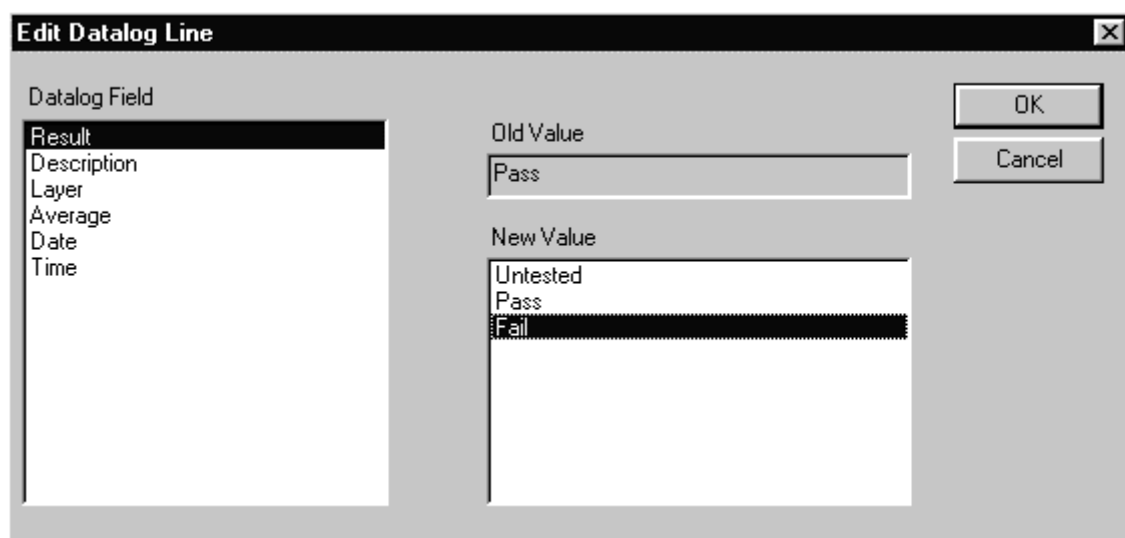 Edit Datalog Line
Datalog Field
Result
Description
Layer
Average
Date
Time
Old Value
Pass
New Value
Untested
Pass
Fail
OK
Cancel